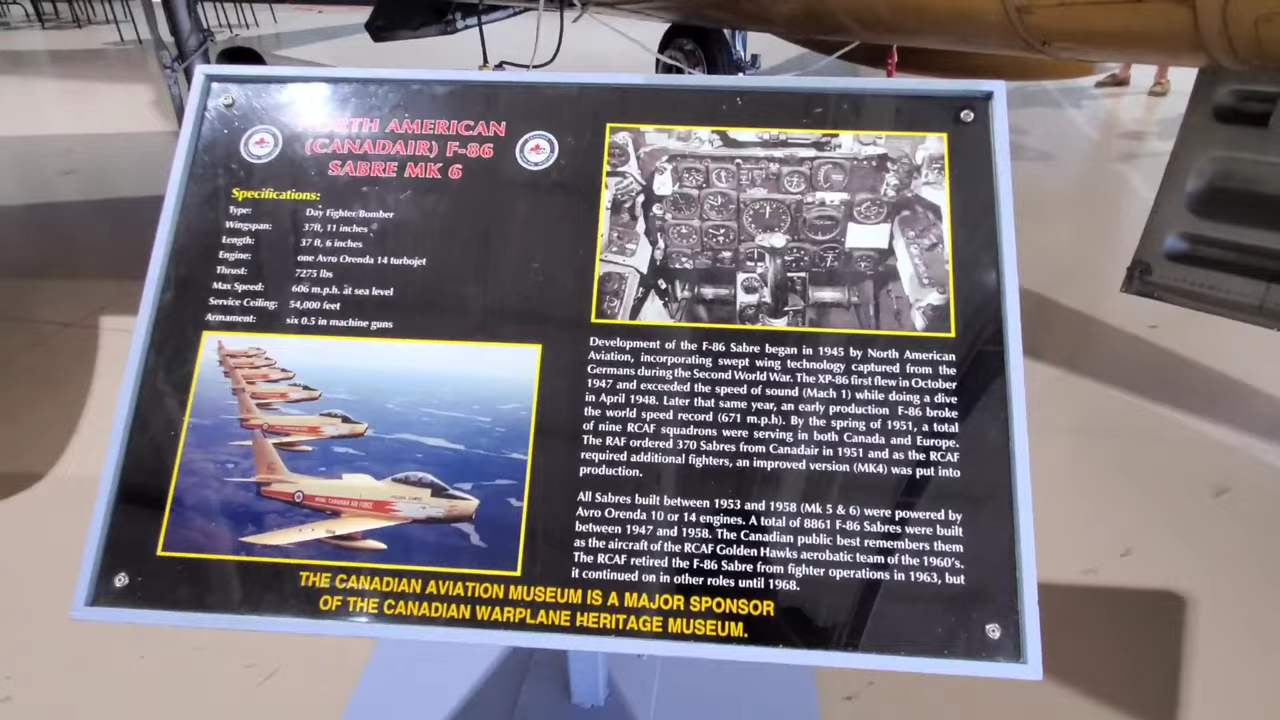 NORTH AMERICAN
(CANADAIR) F-86
SABRE MK 6
Specifications:
Type: Day Fighter/Bomber
Wingspan: 37ft, 11 inches
Length: 37 ft, 6 inches
Engine: one Avro Orenda 14 turbojet
Thrust: 7275 lbs
Max Speed: 606 m.p.h. at sea level
Service Ceiling: 54,000 feet
Armament: six 0.5 in machine guns
ROYAL CANADIAN AIR FORCE
Development of the F-86 Sabre began in 1945 by North American
Aviation, incorporating swept wing technology captured from the
Germans during the Second World War. The XP-86 first flew in October
1947 and exceeded the speed of sound (Mach 1) while doing a dive
in April 1948. Later that same year, an early production F-86 broke
the world speed record (671 m.p.h). By the spring of 1951, a total
of nine RCAF squadrons were serving in both Canada and Europe.
The RAF ordered 370 Sabres from Canadair in 1951 and as the RCAF
required additional fighters, an improved version (MK4) was put into
production.
All Sabres built between 1953 and 1958 (Mk 5 & 6) were powered by
Avro Orenda 10 or 14 engines. A total of 8861 F-86 Sabres were built
between 1947 and 1958. The Canadian public best remembers them
as the aircraft of the RCAF Golden Hawks aerobatic team of the 1960's.
The RCAF retired the F-86 Sabre from fighter operations in 1963, but
it continued on in other roles until 1968.
THE CANADIAN AVIATION MUSEUM IS A MAJOR SPONSOR
OF THE CANADIAN WARPLANE HERITAGE MUSEUM.